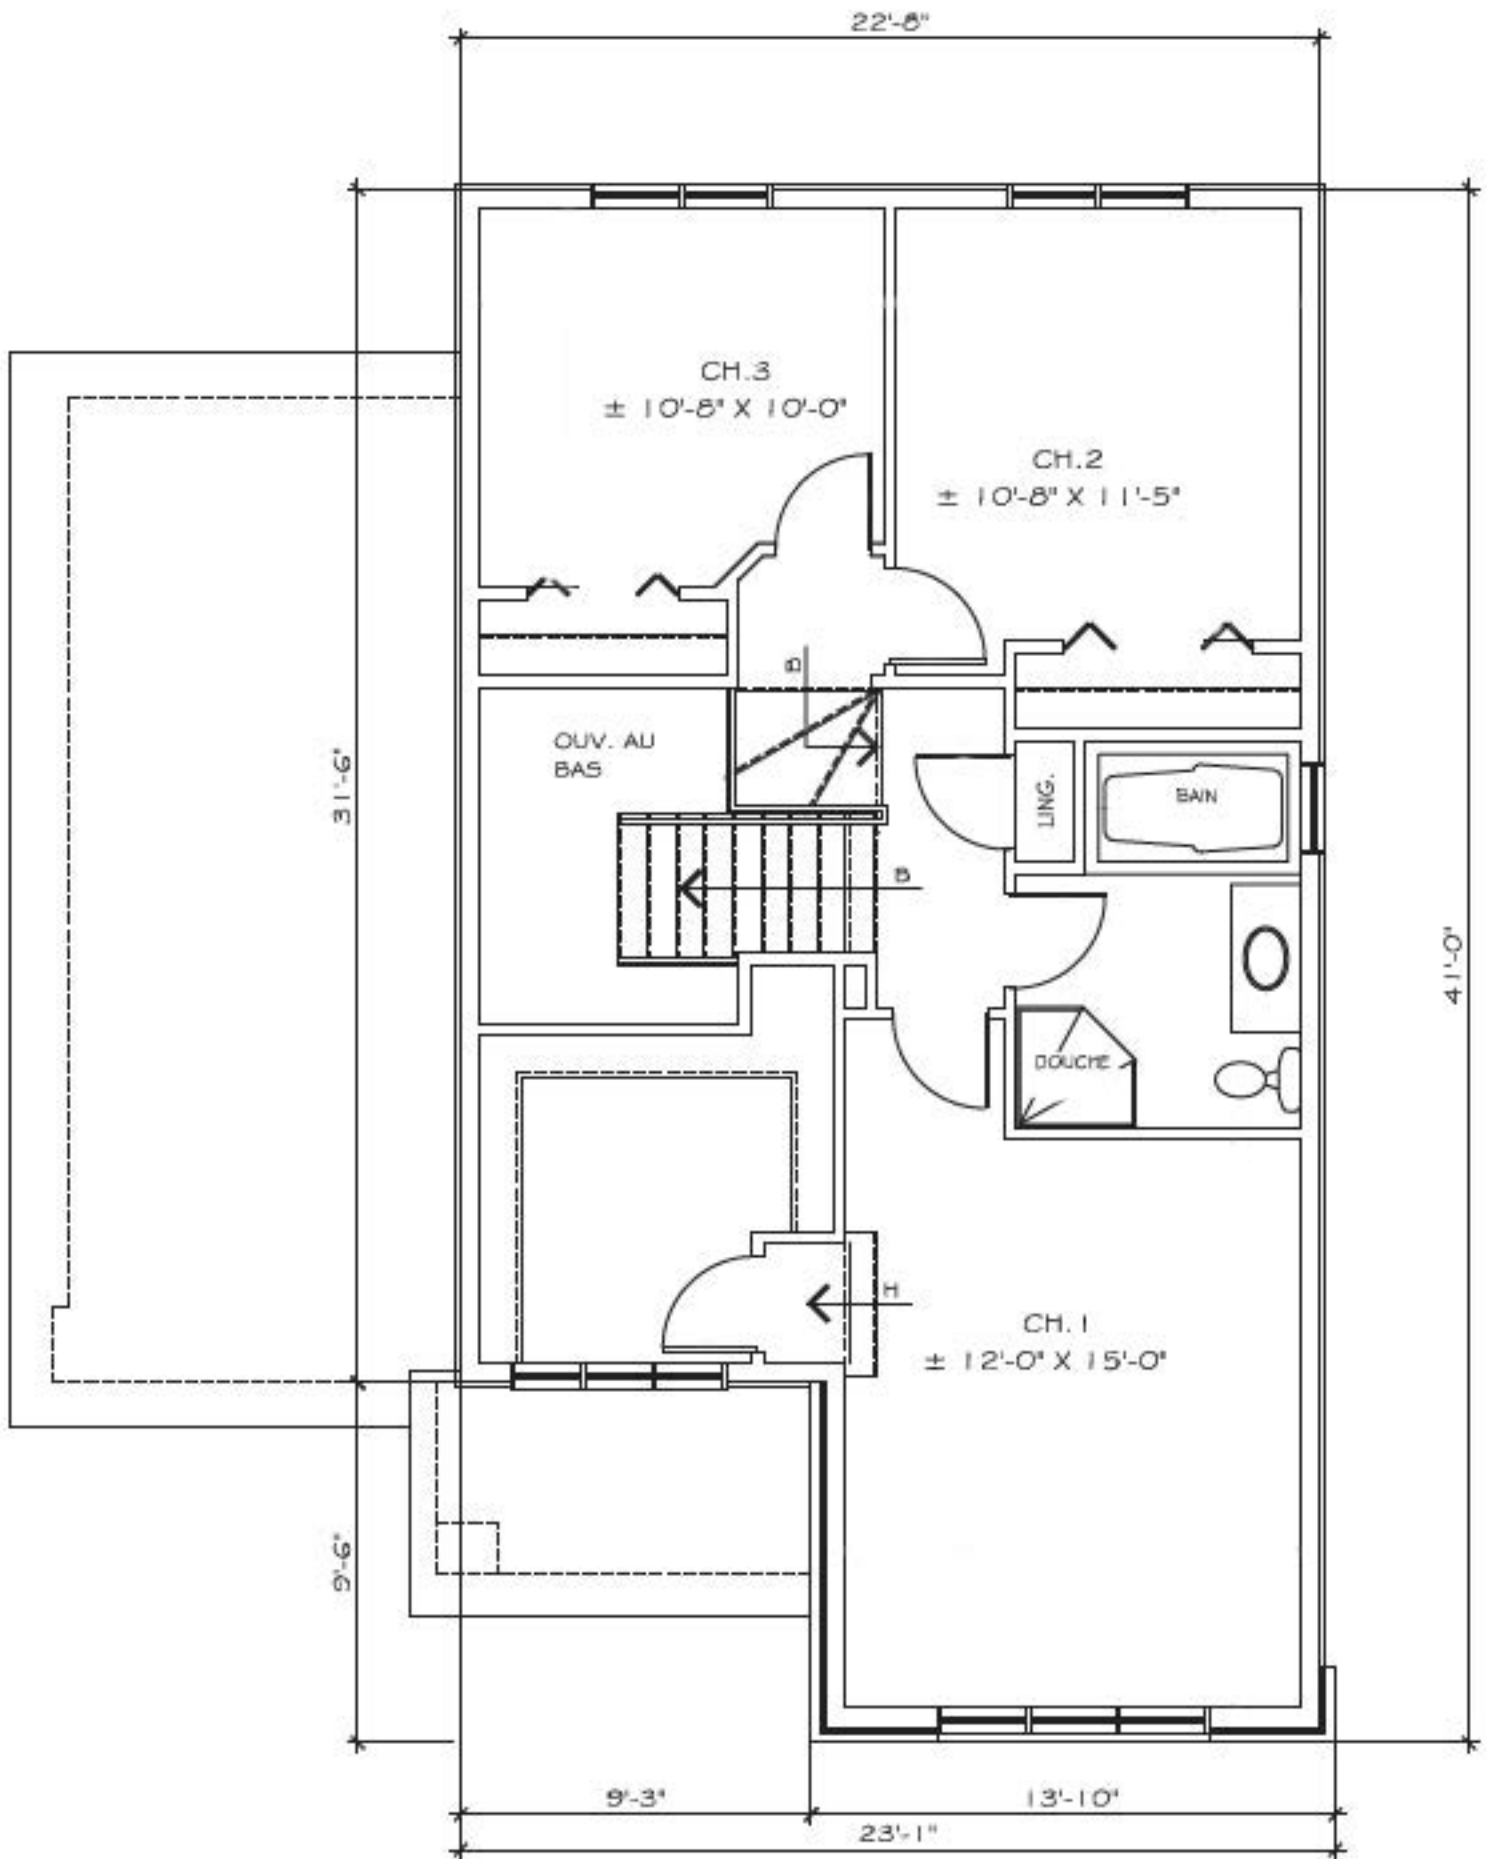 22'-8"
CH.3
± 10'-8" X 10'-0"
CH.2
± 10'-8" X 11'-5"
B
OUV. AU
BAS
31'-6"
LING.
BAIN
B
41'-0"
DOUCHE
H
CH.1
± 12'-0" X 15'-0"
9'-6"
9'-3"
13'-10"
23'-1"